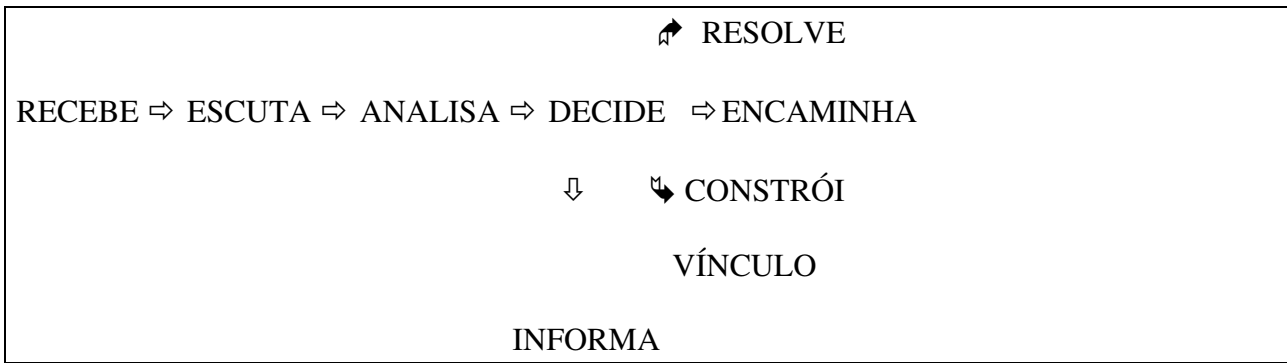 RESOLVE
RECEBE ⇨ ESCUTA ⇨ ANALISA ⇨ DECIDE ⇨ ENCAMINHA
CONSTRÓI
VÍNCULO
INFORMA